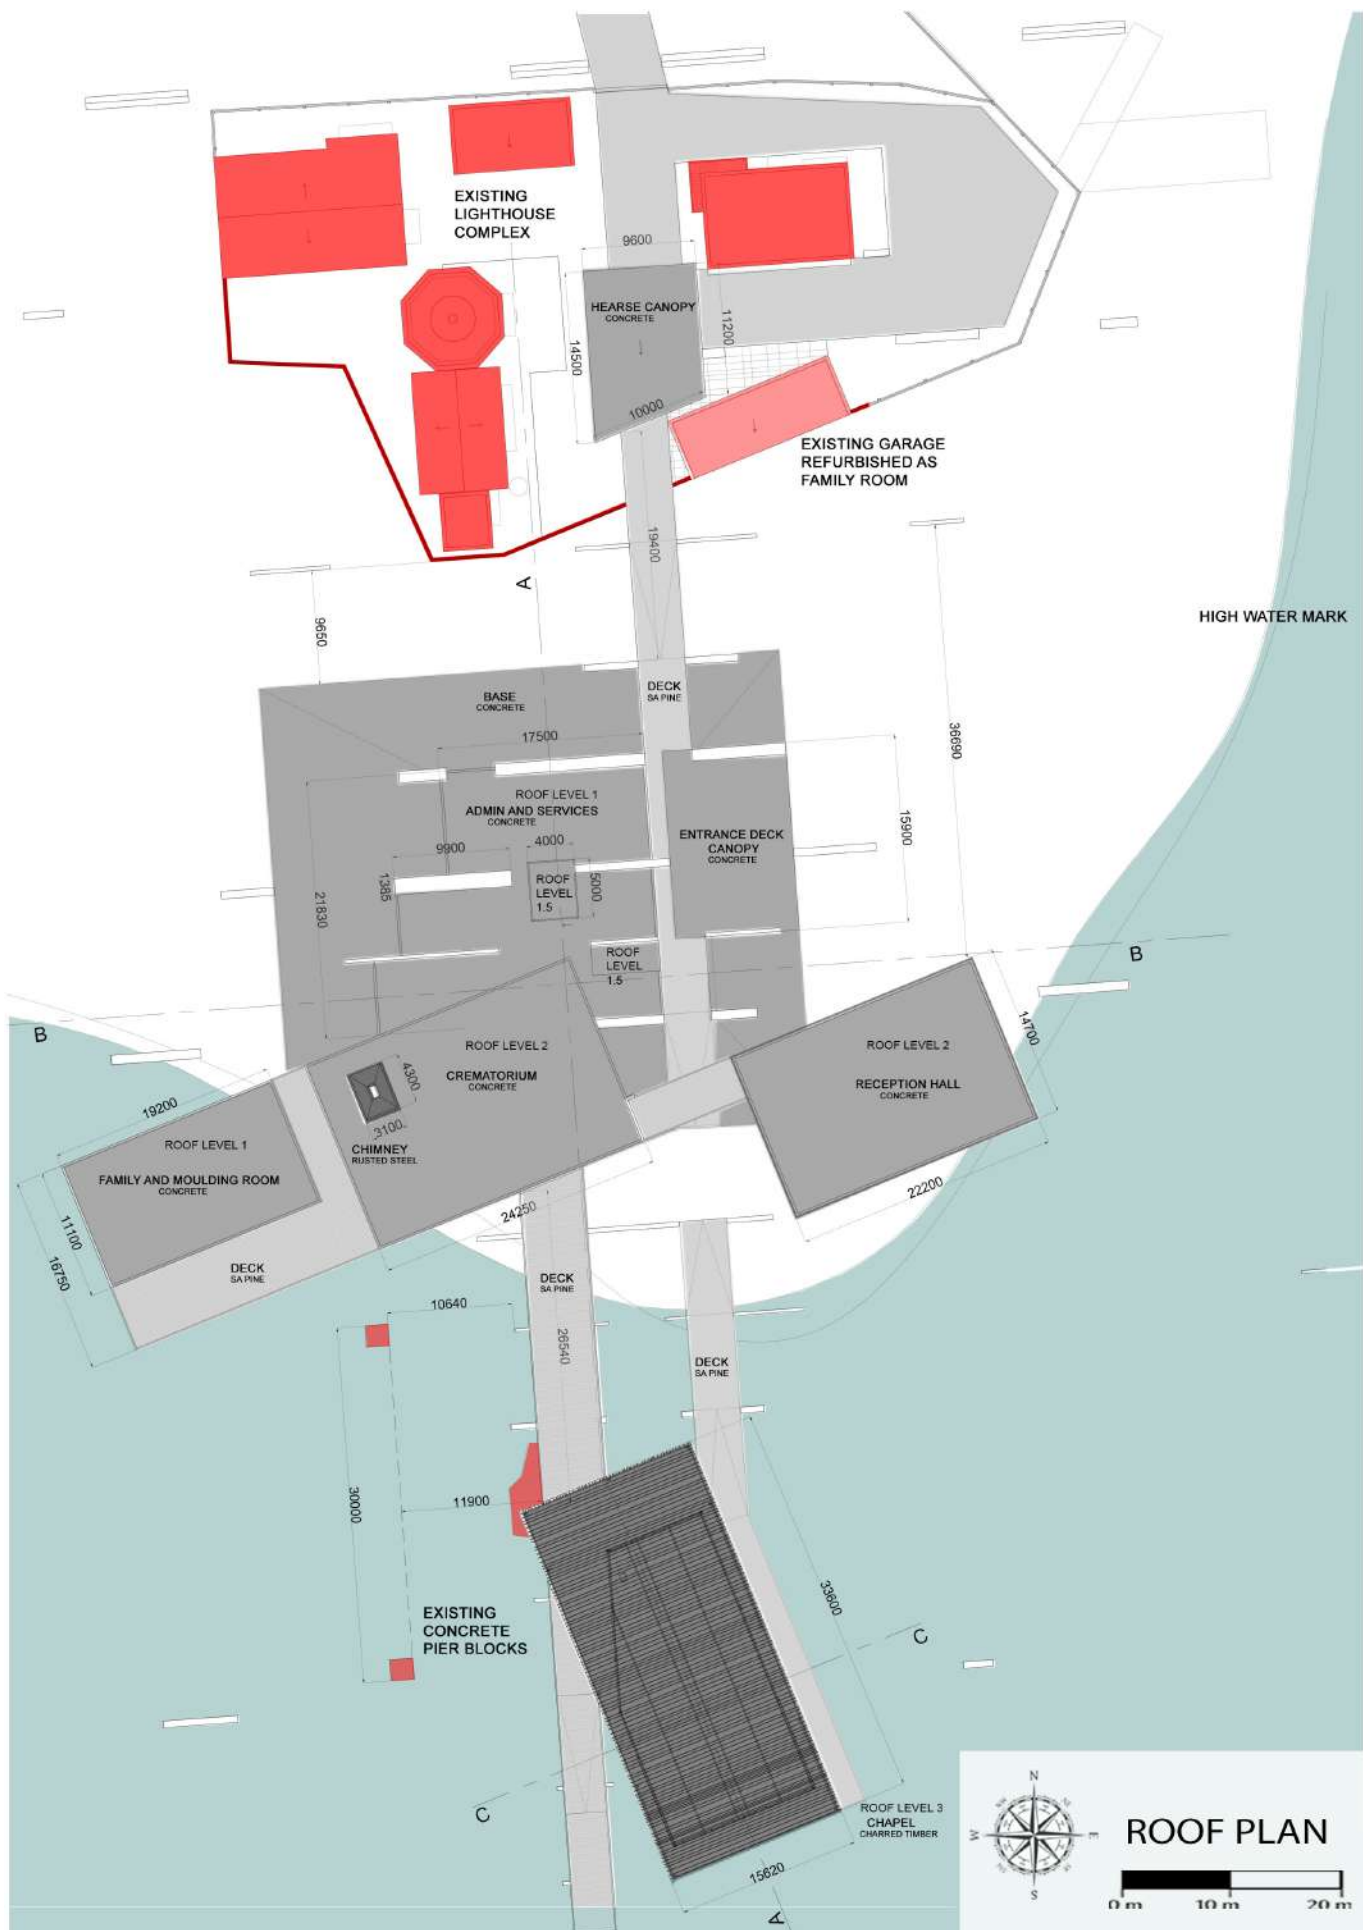 EXISTING
LIGHTHOUSE
COMPLEX
9600
HEARSE CANOPY
CONCRETE
14500
11200
10000
EXISTING GARAGE
REFURBISHED AS
FAMILY ROOM
19400
A
9650
HIGH WATER MARK
BASE
CONCRETE
DECK
SA PINE
17500
36690
ROOF LEVEL 1
ADMIN AND SERVICES
CONCRETE
15900
ENTRANCE DECK
CANOPY
CONCRETE
9900
4000
1385
ROOF
LEVEL
1.5
5000
21830
ROOF
LEVEL
1.5
B
B
14700
ROOF LEVEL 2
CREMATORIUM
CONCRETE
ROOF LEVEL 2
RECEPTION HALL
CONCRETE
4300
3100
19200
CHIMNEY
RUSTED STEEL
ROOF LEVEL 1
FAMILY AND MOULDING ROOM
CONCRETE
22200
24250
11100
16750
DECK
SA PINE
DECK
SA PINE
10640
26540
DECK
SA PINE
30000
11900
33600
EXISTING
CONCRETE
PIER BLOCKS
C
C
ROOF LEVEL 3
CHAPEL
CHARRED TIMBER
15620
A
N
W
E
S
ROOF PLAN
0 m
10 m
20 m